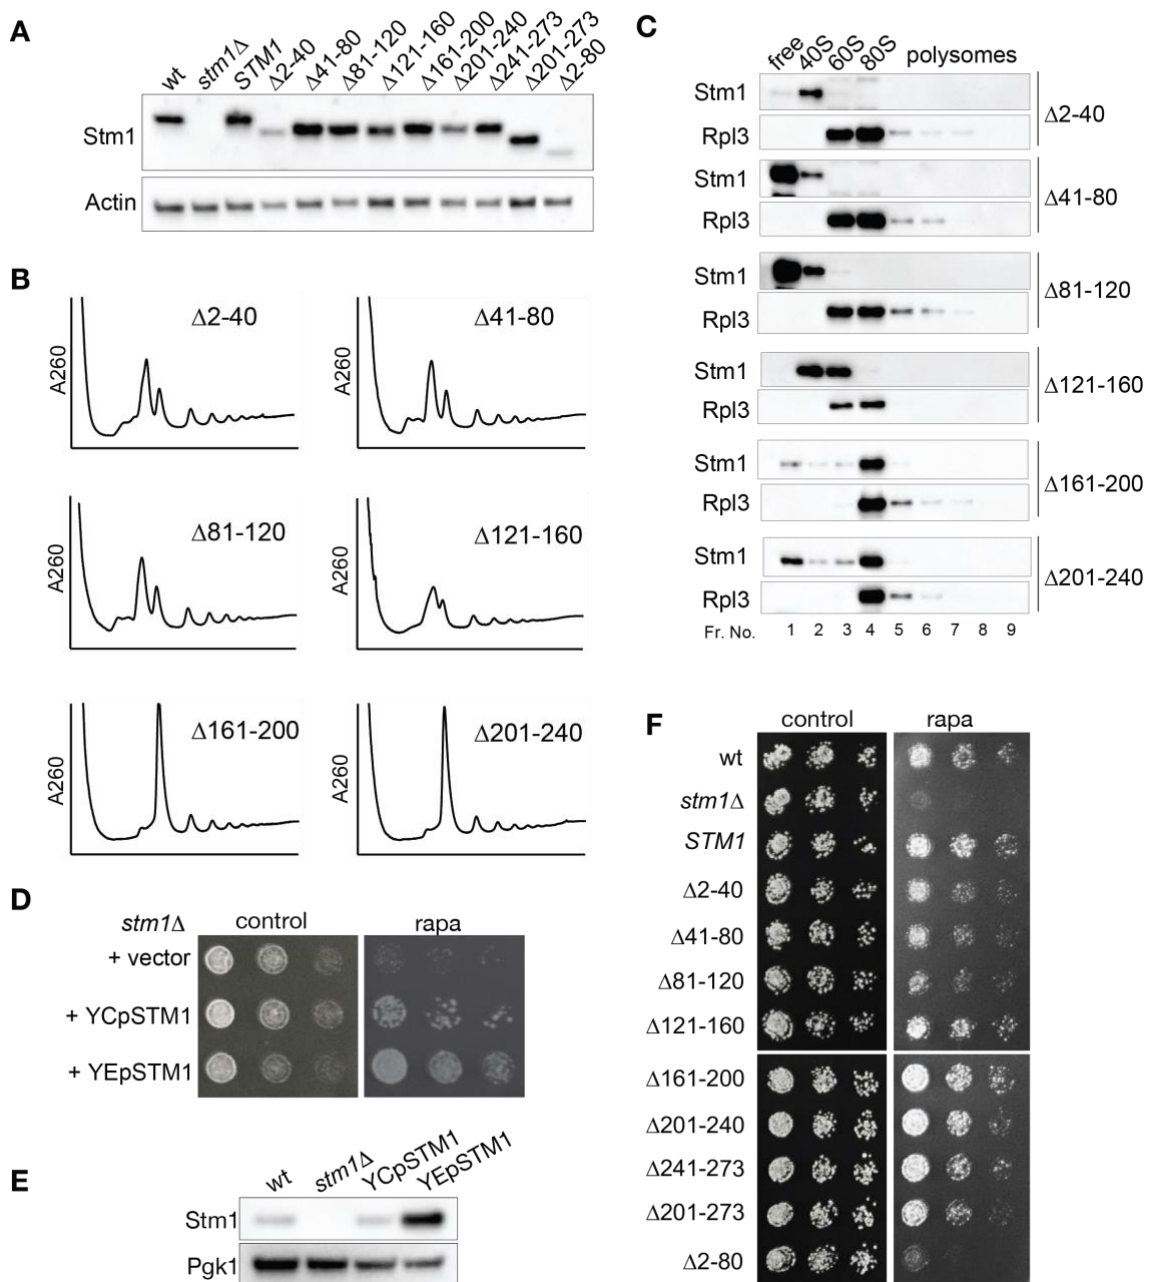 A
wt stm1Δ STM1 Δ2-40 Δ41-80 Δ81-120 Δ121-160 Δ161-200 Δ201-240 Δ241-273 Δ201-273 Δ2-80
Stm1
Actin
B
A260 Δ2-40
A260 Δ41-80
A260 Δ81-120
A260 Δ121-160
A260 Δ161-200
A260 Δ201-240
C
free 40S 60S 80S polysomes
Stm1
Rpl3
Δ2-40
Stm1
Rpl3
Δ41-80
Stm1
Rpl3
Δ81-120
Stm1
Rpl3
Δ121-160
Stm1
Rpl3
Δ161-200
Stm1
Rpl3
Δ201-240
Fr. No. 1 2 3 4 5 6 7 8 9
D
stm1Δ control rapa
+ vector
+ YCpSTM1
+ YEpSTM1
E
wt stm1Δ YCpSTM1 YEpSTM1
Stm1
Pgk1
F
control rapa
wt
stm1Δ
STM1
Δ2-40
Δ41-80
Δ81-120
Δ121-160
Δ161-200
Δ201-240
Δ241-273
Δ201-273
Δ2-80